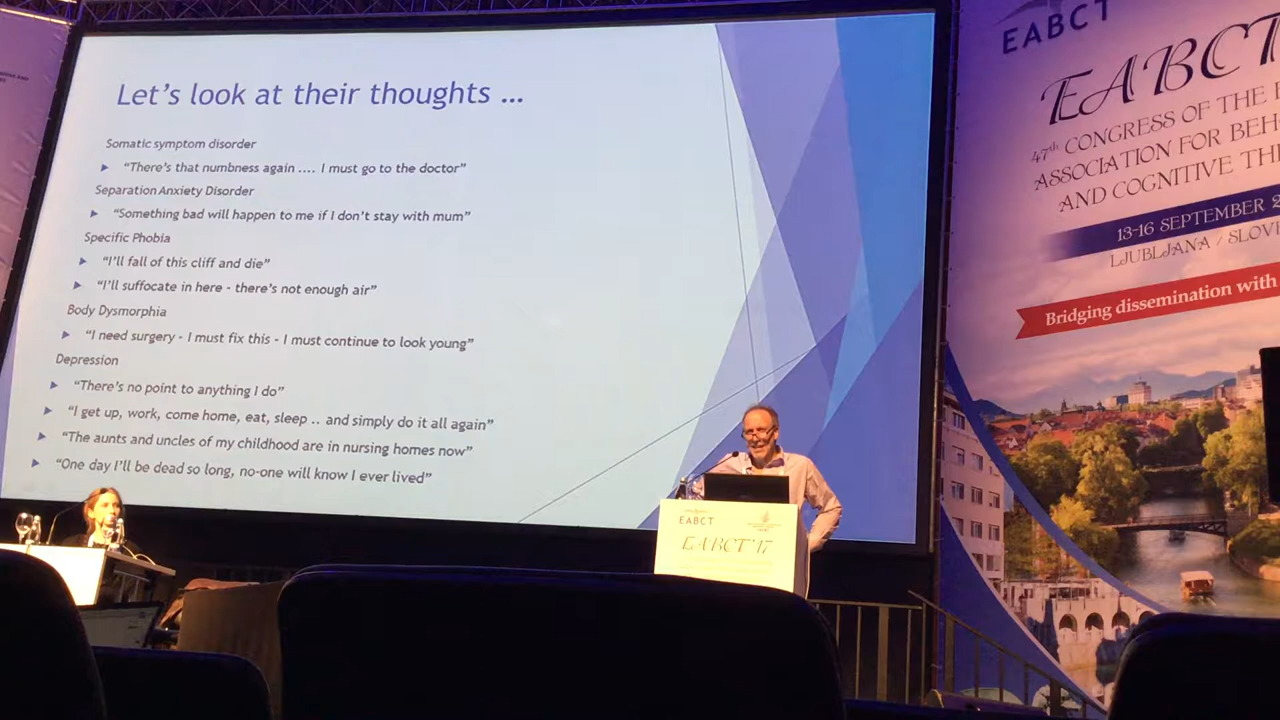 Let's look at their thoughts ...
Somatic symptom disorder
"There's that numbness again .... I must go to the doctor"
Separation Anxiety Disorder
"Something bad will happen to me if I don't stay with mum"
Specific Phobia
"I'll fall of this cliff and die"
"I'll suffocate in here - there's not enough air"
Body Dysmorphia
"I need surgery - I must fix this - I must continue to look young"
Depression
"There's no point to anything I do"
"I get up, work, come home, eat, sleep .. and simply do it all again"
"The aunts and uncles of my childhood are in nursing homes now"
"One day I'll be dead so long, no-one will know I ever lived"
EABCT
EABCT'17
EABCT
EABCT
47th CONGRESS OF THE
ASSOCIATION FOR BEH
AND COGNITIVE TH
13-16 SEPTEMBER 2
LJUBLJANA / SLOVE
Bridging dissemination with